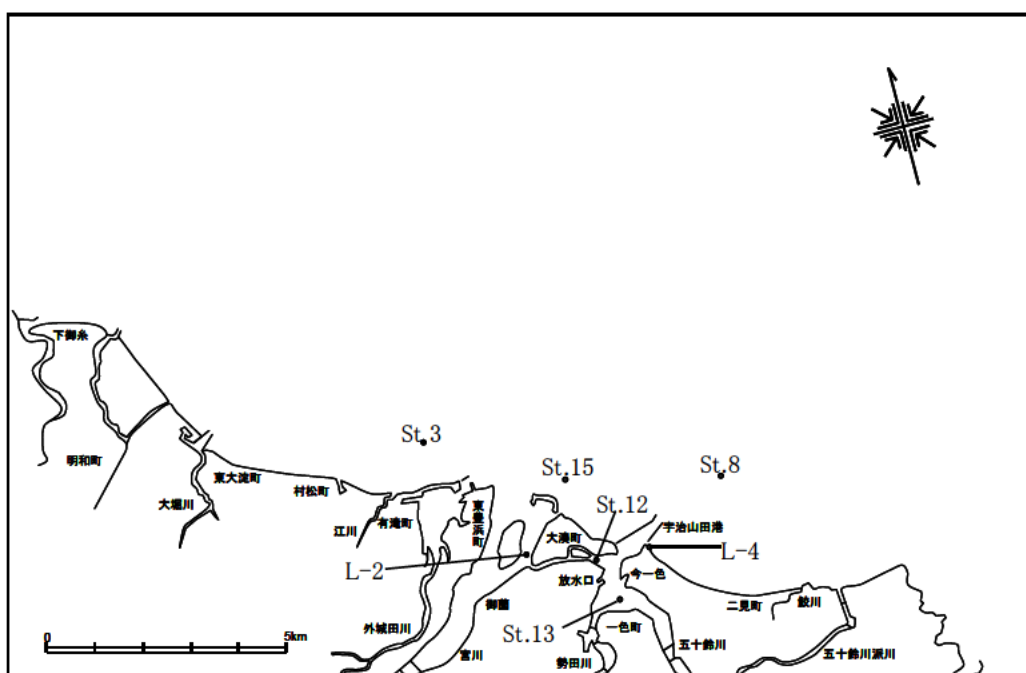 下御糸
明和町
大堀川
東大淀町
村松町
St.3
江川
有滝町
東豊浜町
St.15
St.8
St.12
大湊町
宇治山田港
L-2
L-4
放水口
今一色
御薗
二見町
鮫川
外城田川
St.13
一色町
宮川
勢田川
五十鈴川
五十鈴川派川
0
5km